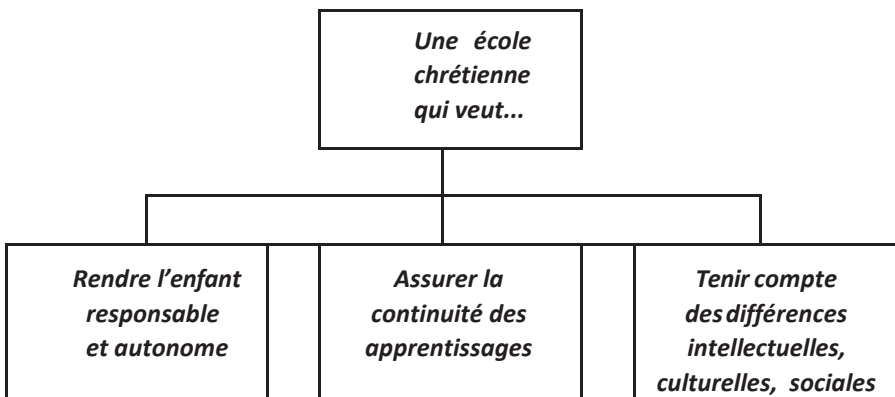 Une école
chrétienne
qui veut...
Rendre l’enfant
responsable
et autonome
Assurer la
continuité des
apprentissages
Tenir compte
des différences
intellectuelles,
culturelles, sociales